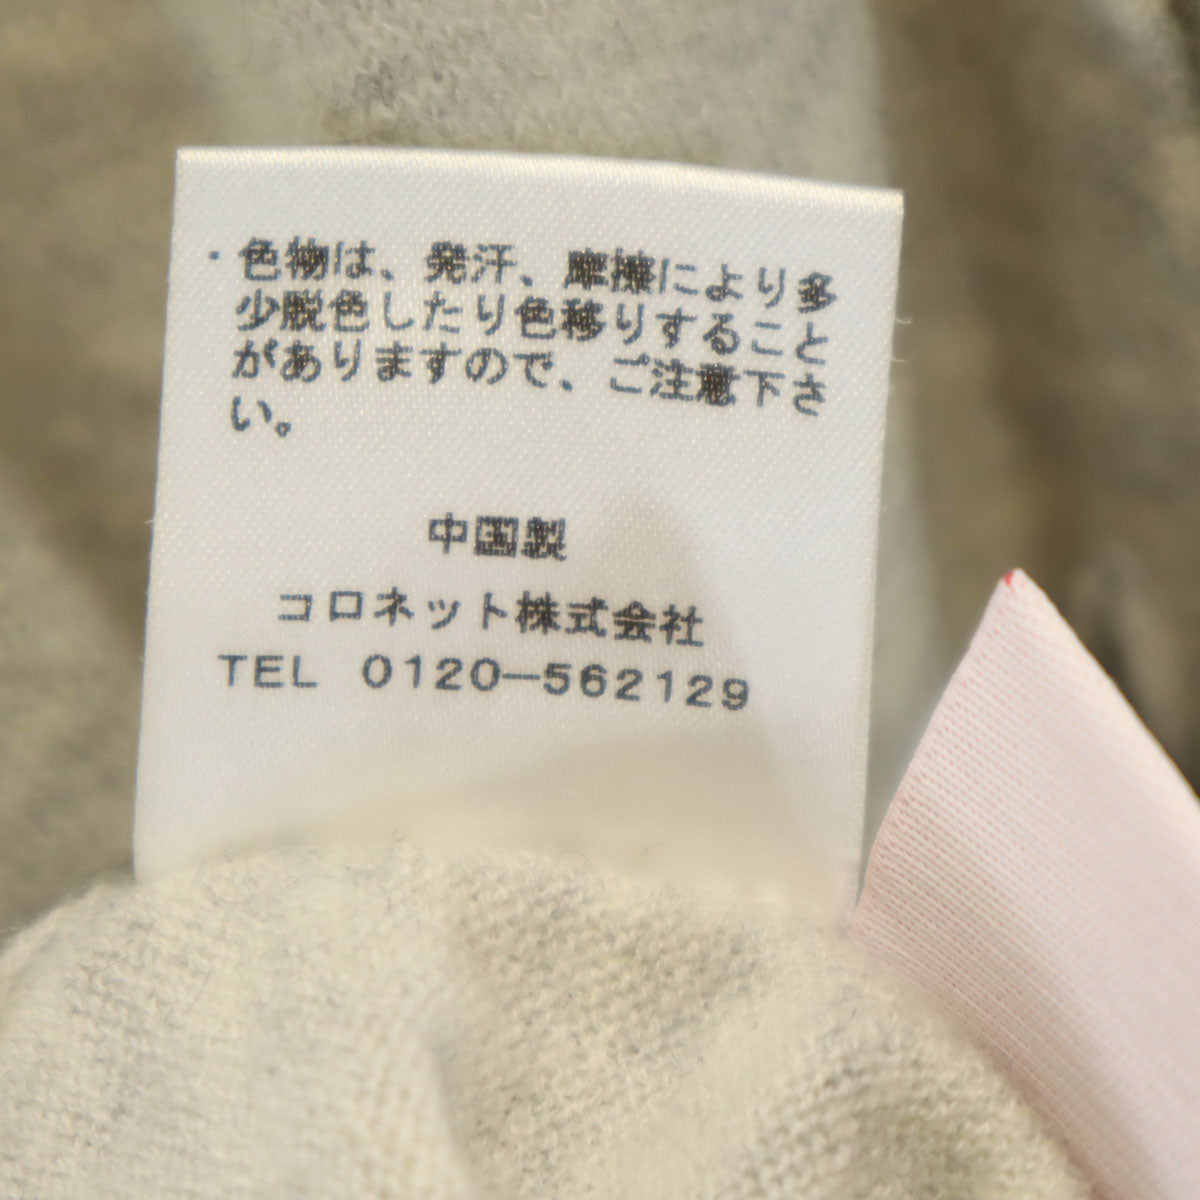 ・色物は、発汗、摩擦により多
少脱色したり色移りすること
がありますので、ご注意下さ
い。
中国製
コロネット株式会社
TEL 0120-562129